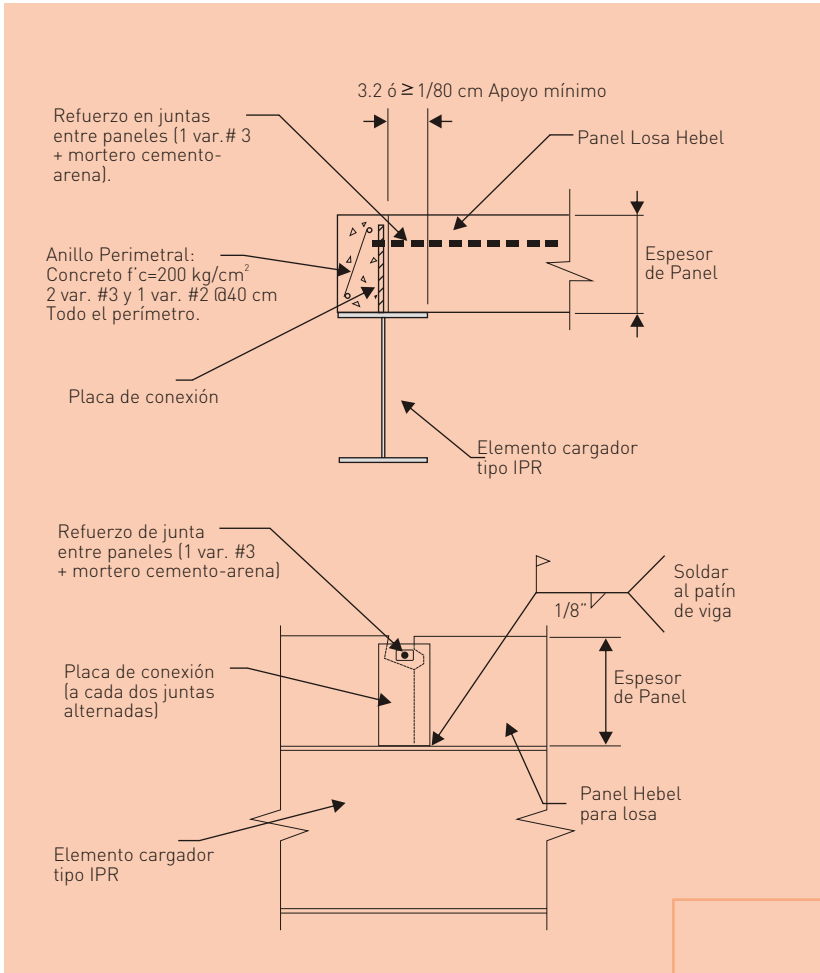 3.2 ó ≥ 1/80 cm Apoyo mínimo
Refuerzo en juntas
entre paneles (1 var.# 3
+ mortero cemento-
arena).
Panel Losa Hebel
Anillo Perimetral:
Concreto f'c=200 kg/cm²
2 var. #3 y 1 var. #2 @40 cm
Todo el perímetro.
Espesor
de Panel
Placa de conexión
Elemento cargador
tipo IPR
Refuerzo de junta
entre paneles (1 var. #3
+ mortero cemento-arena)
Soldar
al patín
de viga
1/8"
Placa de conexión
(a cada dos juntas
alternadas)
Espesor
de Panel
Panel Hebel
para losa
Elemento cargador
tipo IPR